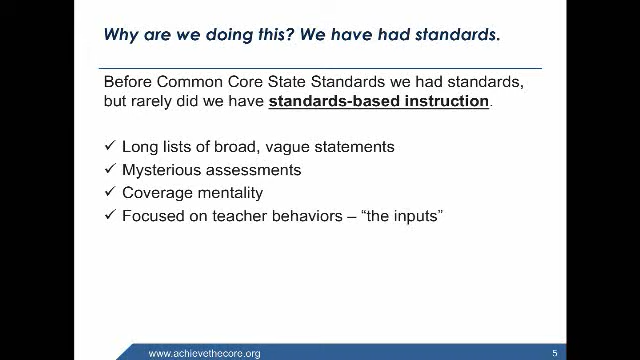 Why are we doing this? We have had standards.
Before Common Core State Standards we had standards,
but rarely did we have standards-based instruction.
✓ Long lists of broad, vague statements
✓ Mysterious assessments
✓ Coverage mentality
✓ Focused on teacher behaviors – “the inputs”
www.achievethecore.org
5